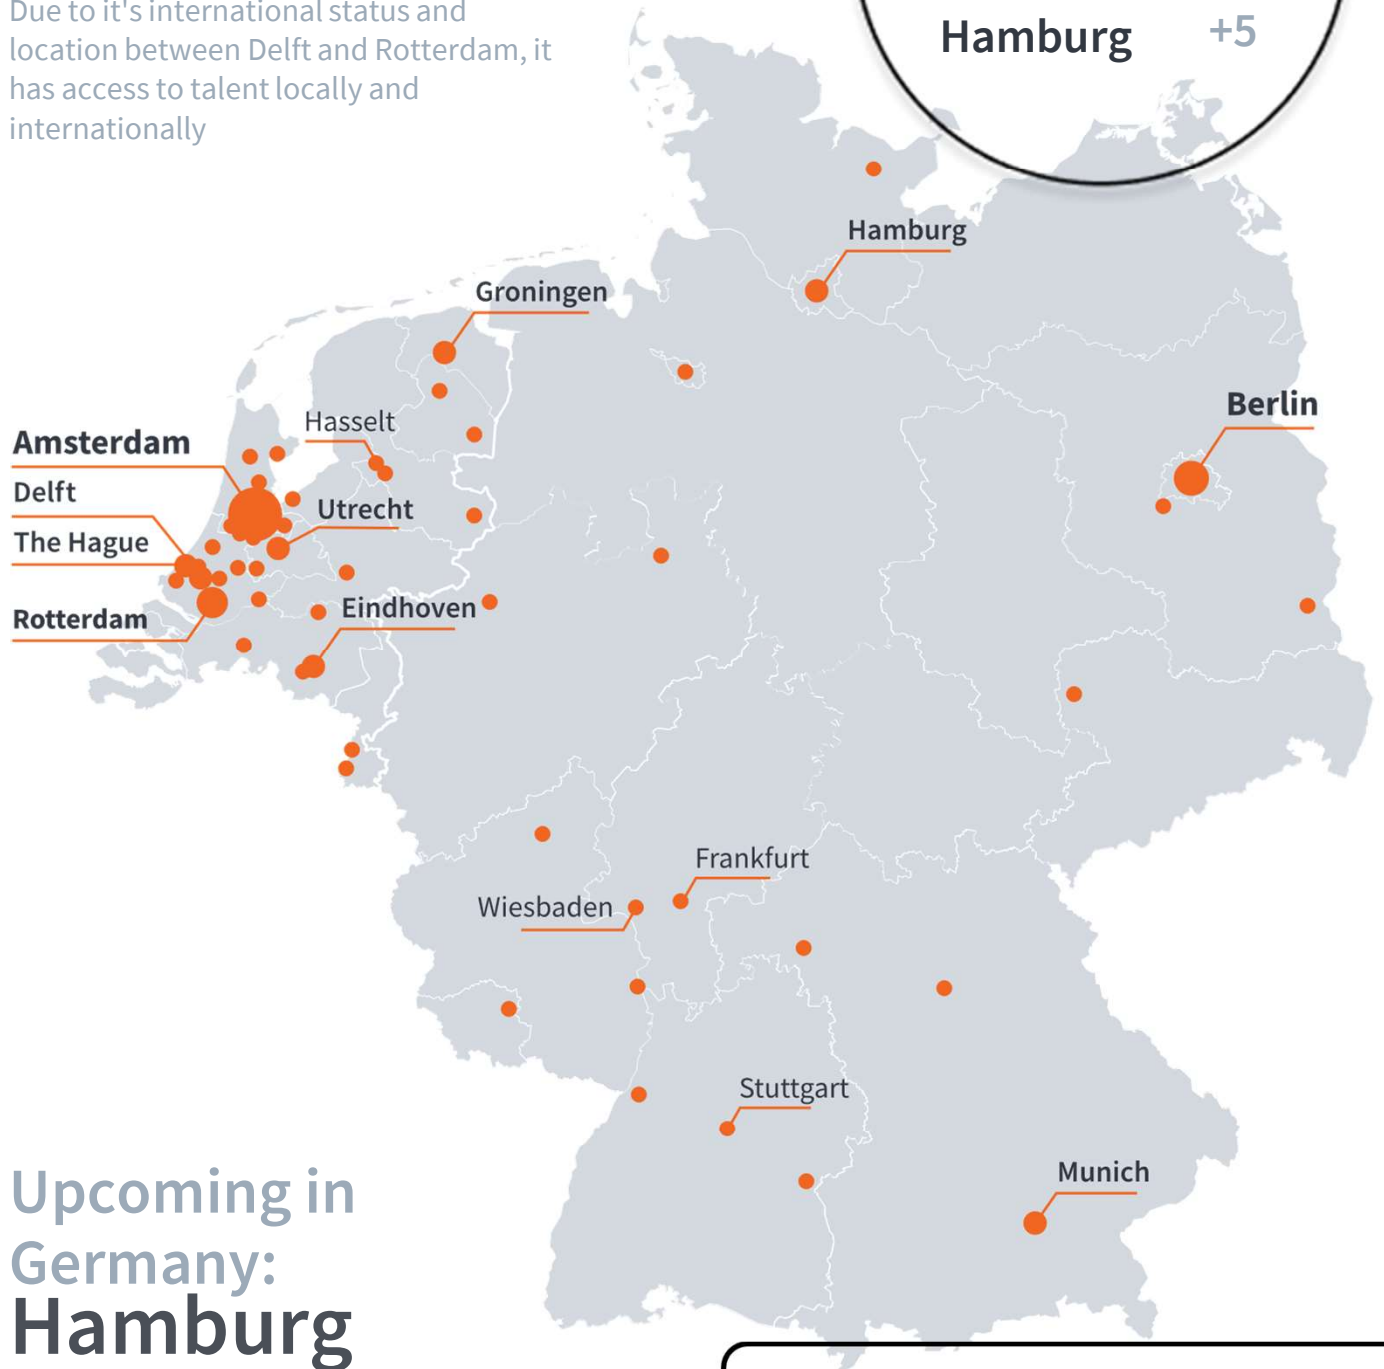 Due to it's international status and
location between Delft and Rotterdam, it
has access to talent locally and
internationally
Hamburg +5
Hamburg
Groningen
Berlin
Hasselt
Amsterdam
Delft
Utrecht
The Hague
Eindhoven
Rotterdam
Frankfurt
Wiesbaden
Stuttgart
Munich
Upcoming in
Germany:
Hamburg